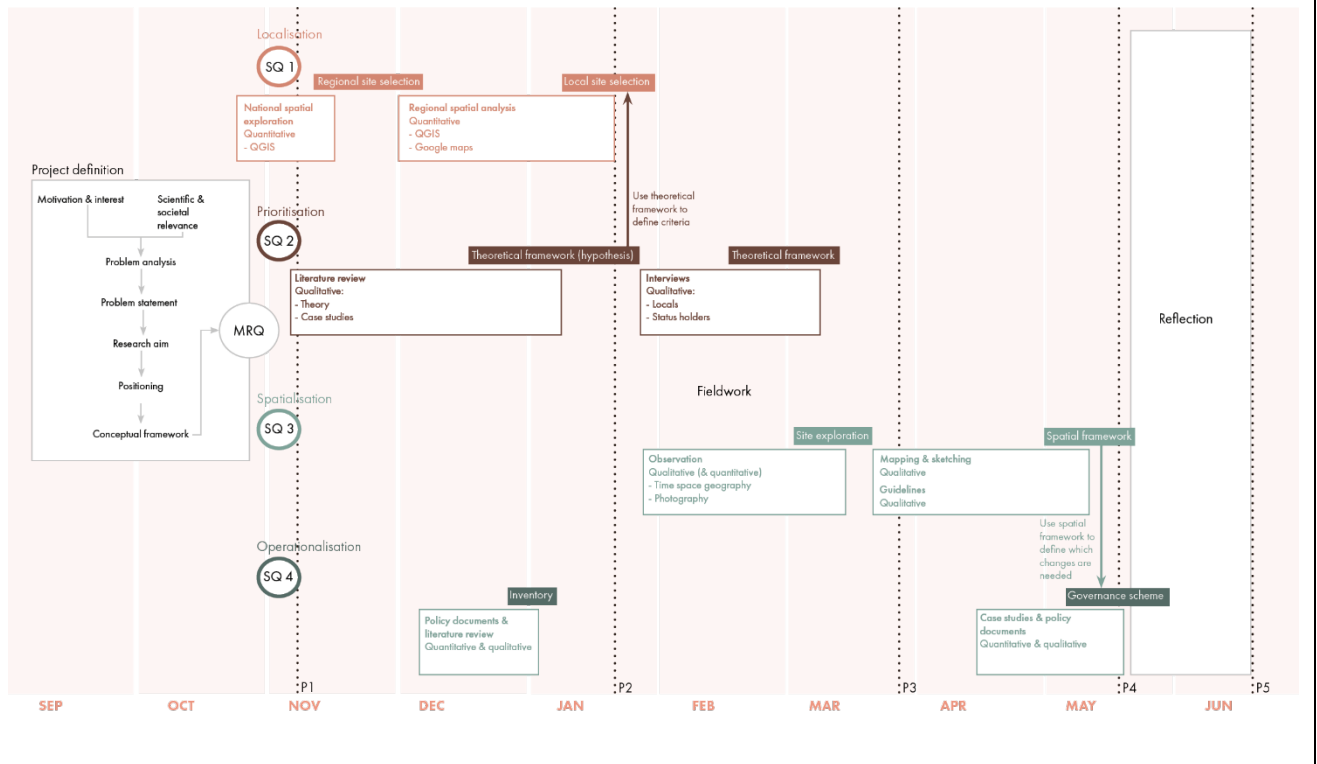 Localisation
SQ 1
Regional site selection
Local site selection
National spatial
exploration
Quantitative
- QGIS
Regional spatial analysis
Quantitative
- QGIS
- Google maps
Project definition
Motivation & interest
Scientific &
societal
relevance
Problem analysis
Problem statement
Research aim
Positioning
Conceptual framework
MRQ
Prioritisation
SQ 2
Use theoretical
framework to
define criteria
Theoretical framework (hypothesis)
Theoretical framework
Literature review
Qualitative:
- Theory
- Case studies
Interviews
Qualitative:
- Locals
- Status holders
Reflection
Fieldwork
Spatialisation
SQ 3
Site exploration
Spatial framework
Observation
Qualitative (& quantitative)
- Time space geography
- Photography
Mapping & sketching
Qualitative
Guidelines
Qualitative
Use spatial
framework to
define which
changes are
needed
Operationalisation
SQ 4
Inventory
Governance scheme
Policy documents &
literature review
Quantitative & qualitative
Case studies & policy
documents
Quantitative & qualitative
P1
P2
P3
P4
P5
SEP
OCT
NOV
DEC
JAN
FEB
MAR
APR
MAY
JUN